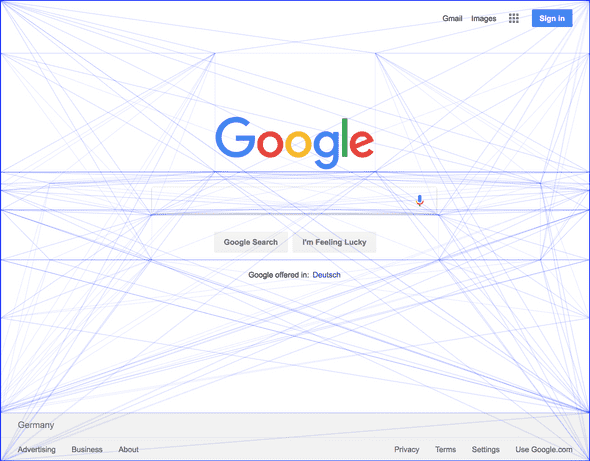 Gmail Images Sign in
Google
Google Search I'm Feeling Lucky
Google offered in: Deutsch
Germany
Advertising Business About Privacy Terms Settings Use Google.com